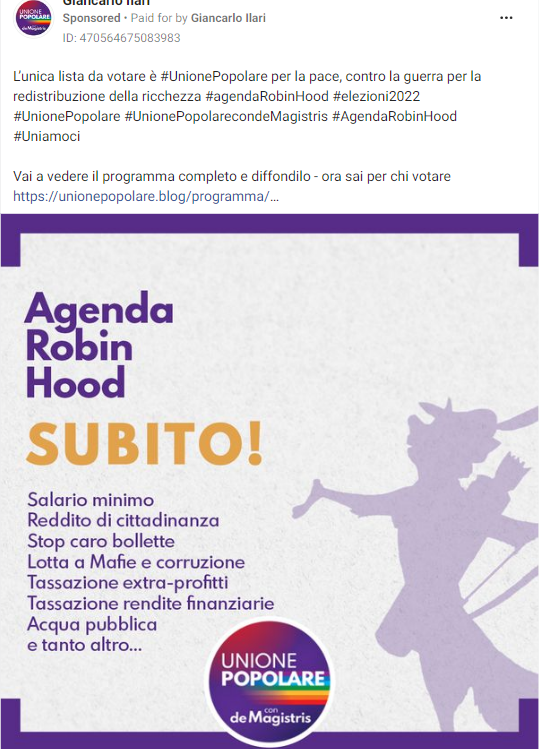 Giancarlo Ilari
Sponsored • Paid for by Giancarlo Ilari
ID: 470564675083983
L'unica lista da votare è #UnionePopolare per la pace, contro la guerra per la
redistribuzione della ricchezza #agendaRobinHood #elezioni2022
#UnionePopolare #UnionePopolarecondeMagistris #AgendaRobinHood
#Uniamoci
Vai a vedere il programma completo e diffondilo - ora sai per chi votare
https://unionepopolare.blog/programma/...
Agenda
Robin
Hood
SUBITO!
Salario minimo
Reddito di cittadinanza
Stop caro bollette
Lotta a Mafie e corruzione
Tassazione extra-profitti
Tassazione rendite finanziarie
Acqua pubblica
e tanto altro...
UNIONE
POPOLARE
con
de Magistris